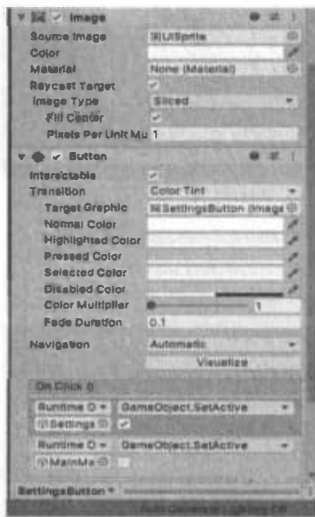 Image
Source Image UISprite
Color
Material None (Material)
Raycast Target
Image Type Sliced
Fill Center
Pixels Per Unit Mu 1
Button
Interactable
Transition Color Tint
Target Graphic SettingsButton (Image
Normal Color
Highlighted Color
Pressed Color
Selected Color
Disabled Color
Color Multiplier 1
Fade Duration 0.1
Navigation Automatic
Visualize
On Click ()
Runtime O GameObject.SetActive
Settings
Runtime O GameObject.SetActive
MainMe
SettingsButton